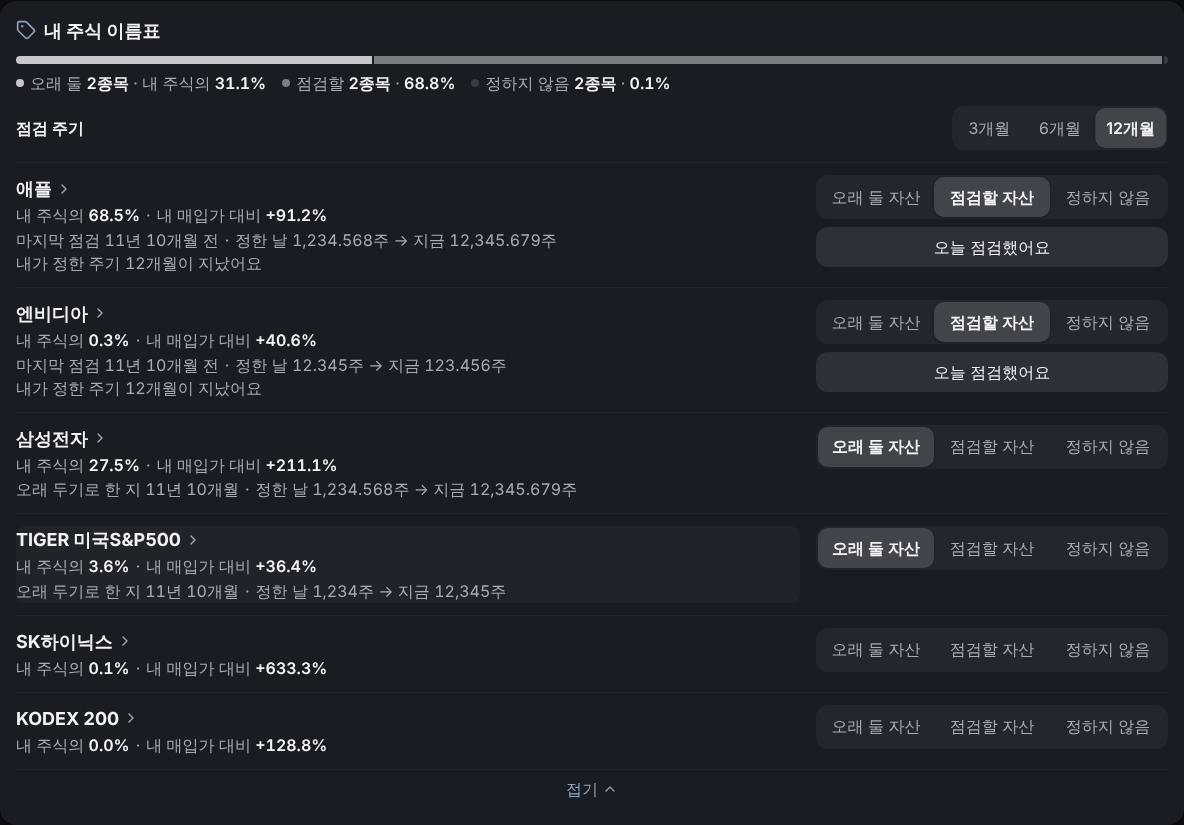 내 주식 이름표
오래 둘 2종목 · 내 주식의 31.1% 점검할 2종목 · 68.8% 정하지 않음 2종목 · 0.1%
점검 주기 3개월 6개월 12개월
애플 오래 둘 자산 점검할 자산 정하지 않음
내 주식의 68.5% · 내 매입가 대비 +91.2%
마지막 점검 11년 10개월 전 · 정한 날 1,234.568주 → 지금 12,345.679주
오늘 점검했어요
내가 정한 주기 12개월이 지났어요
엔비디아 오래 둘 자산 점검할 자산 정하지 않음
내 주식의 0.3% · 내 매입가 대비 +40.6%
마지막 점검 11년 10개월 전 · 정한 날 12.345주 → 지금 123.456주
오늘 점검했어요
내가 정한 주기 12개월이 지났어요
삼성전자 오래 둘 자산 점검할 자산 정하지 않음
내 주식의 27.5% · 내 매입가 대비 +211.1%
오래 두기로 한 지 11년 10개월 · 정한 날 1,234.568주 → 지금 12,345.679주
TIGER 미국S&P500 오래 둘 자산 점검할 자산 정하지 않음
내 주식의 3.6% · 내 매입가 대비 +36.4%
오래 두기로 한 지 11년 10개월 · 정한 날 1,234주 → 지금 12,345주
SK하이닉스 오래 둘 자산 점검할 자산 정하지 않음
내 주식의 0.1% · 내 매입가 대비 +633.3%
KODEX 200 오래 둘 자산 점검할 자산 정하지 않음
내 주식의 0.0% · 내 매입가 대비 +128.8%
접기